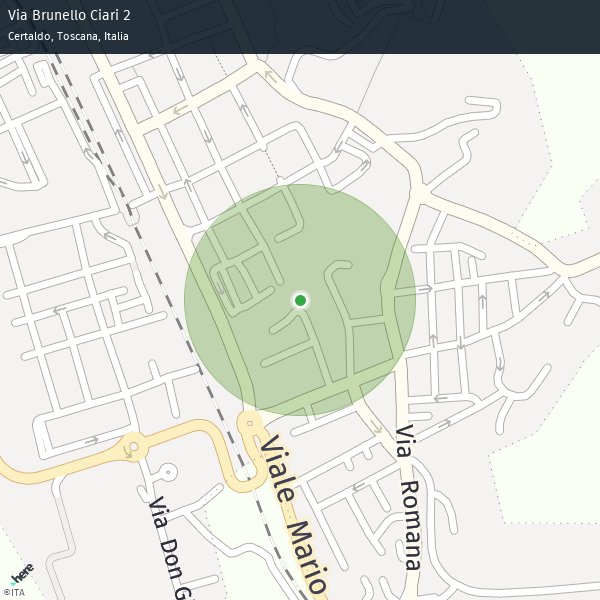 Via Brunello Ciari 2
Certaldo, Toscana, Italia
Via Romana
Viale Mario
Via Don G
here
©ITA